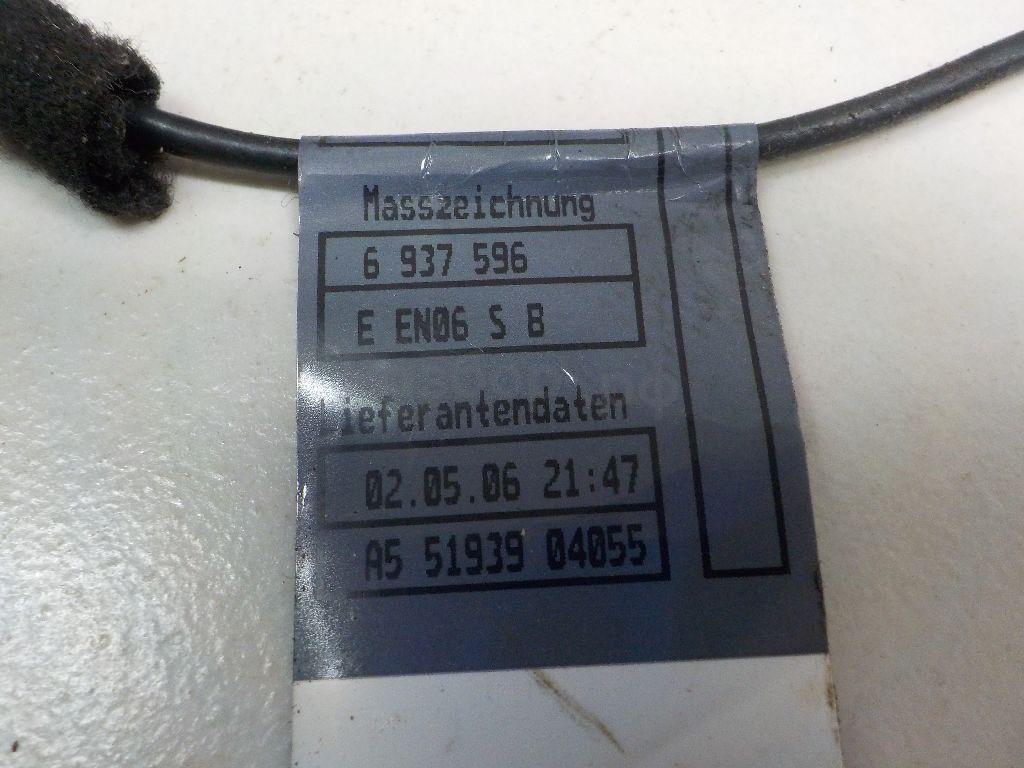 Masszeichnung
6 937 596
E EN06 S B
Lieferantendaten
02.05.06 21:47
A5 51939 04055